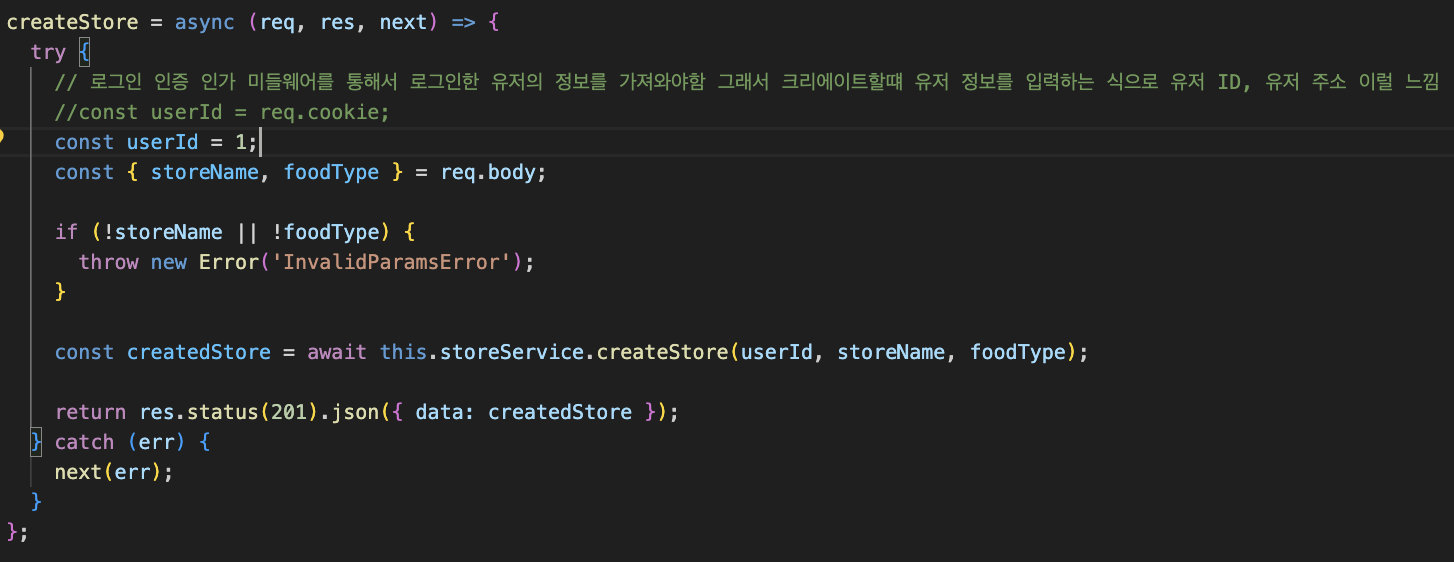 createStore = async (req, res, next) => {
try {
// 로그인 인증 인가 미들웨어를 통해서 로그인한 유저의 정보를 가져와야함 그래서 크리에이트할떄 유저 정보를 입력하는 식으로 유저 ID, 유저 주소 이럴 느낌
//const userId = req.cookie;
const userId = 1;
const { storeName, foodType } = req.body;
if (!storeName || !foodType) {
throw new Error('InvalidParamsError');
}
const createdStore = await this.storeService.createStore(userId, storeName, foodType);
return res.status(201).json({ data: createdStore });
} catch (err) {
next(err);
}
};